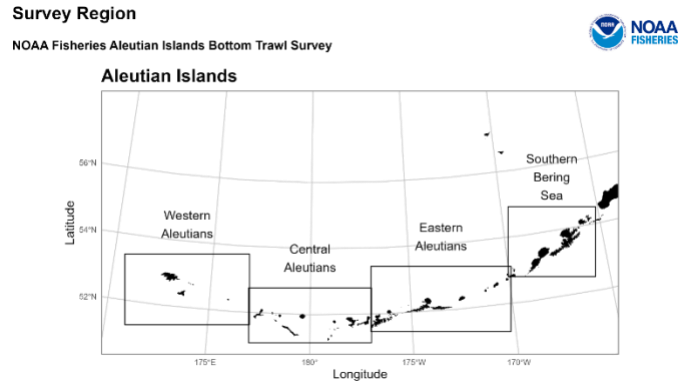 Survey Region
NOAA Fisheries Aleutian Islands Bottom Trawl Survey
NOAA
NOAA
FISHERIES
Aleutian Islands
Southern
Bering
Sea
Western
Aleutians
Central
Aleutians
Eastern
Aleutians
56°N
54°N
52°N
Latitude
175°E
180°
175°W
170°W
Longitude